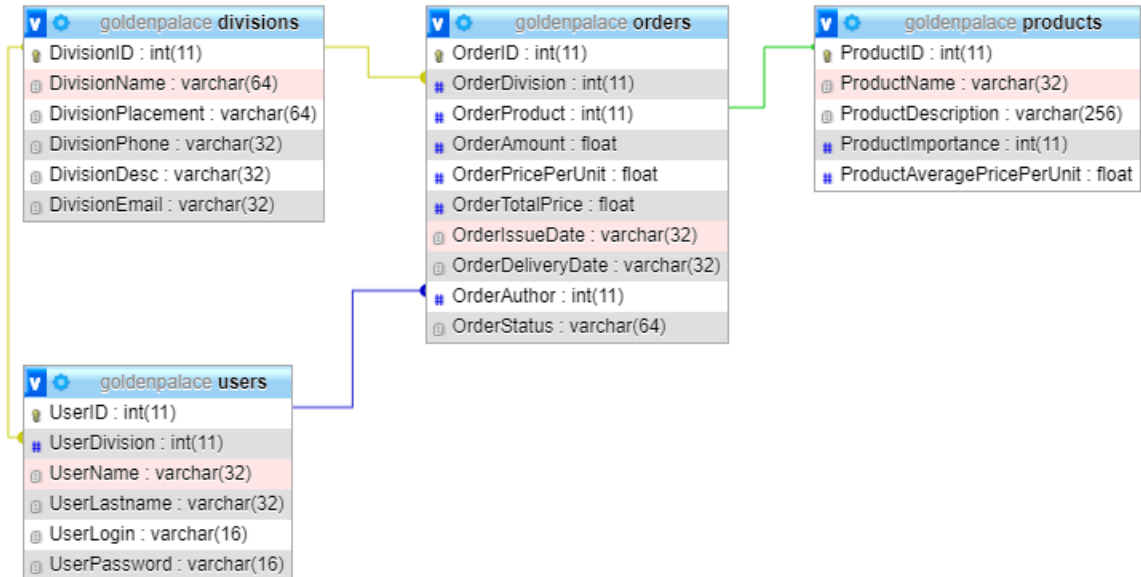 goldenpalace divisions
DivisionID : int(11)
DivisionName : varchar(64)
DivisionPlacement : varchar(64)
DivisionPhone : varchar(32)
DivisionDesc : varchar(32)
DivisionEmail : varchar(32)
goldenpalace orders
OrderID : int(11)
OrderDivision : int(11)
OrderProduct : int(11)
OrderAmount : float
OrderPricePerUnit : float
OrderTotalPrice : float
OrderIssueDate : varchar(32)
OrderDeliveryDate : varchar(32)
OrderAuthor : int(11)
OrderStatus : varchar(64)
goldenpalace products
ProductID : int(11)
ProductName : varchar(32)
ProductDescription : varchar(256)
ProductImportance : int(11)
ProductAveragePricePerUnit : float
goldenpalace users
UserID : int(11)
UserDivision : int(11)
UserName : varchar(32)
UserLastname : varchar(32)
UserLogin : varchar(16)
UserPassword : varchar(16)